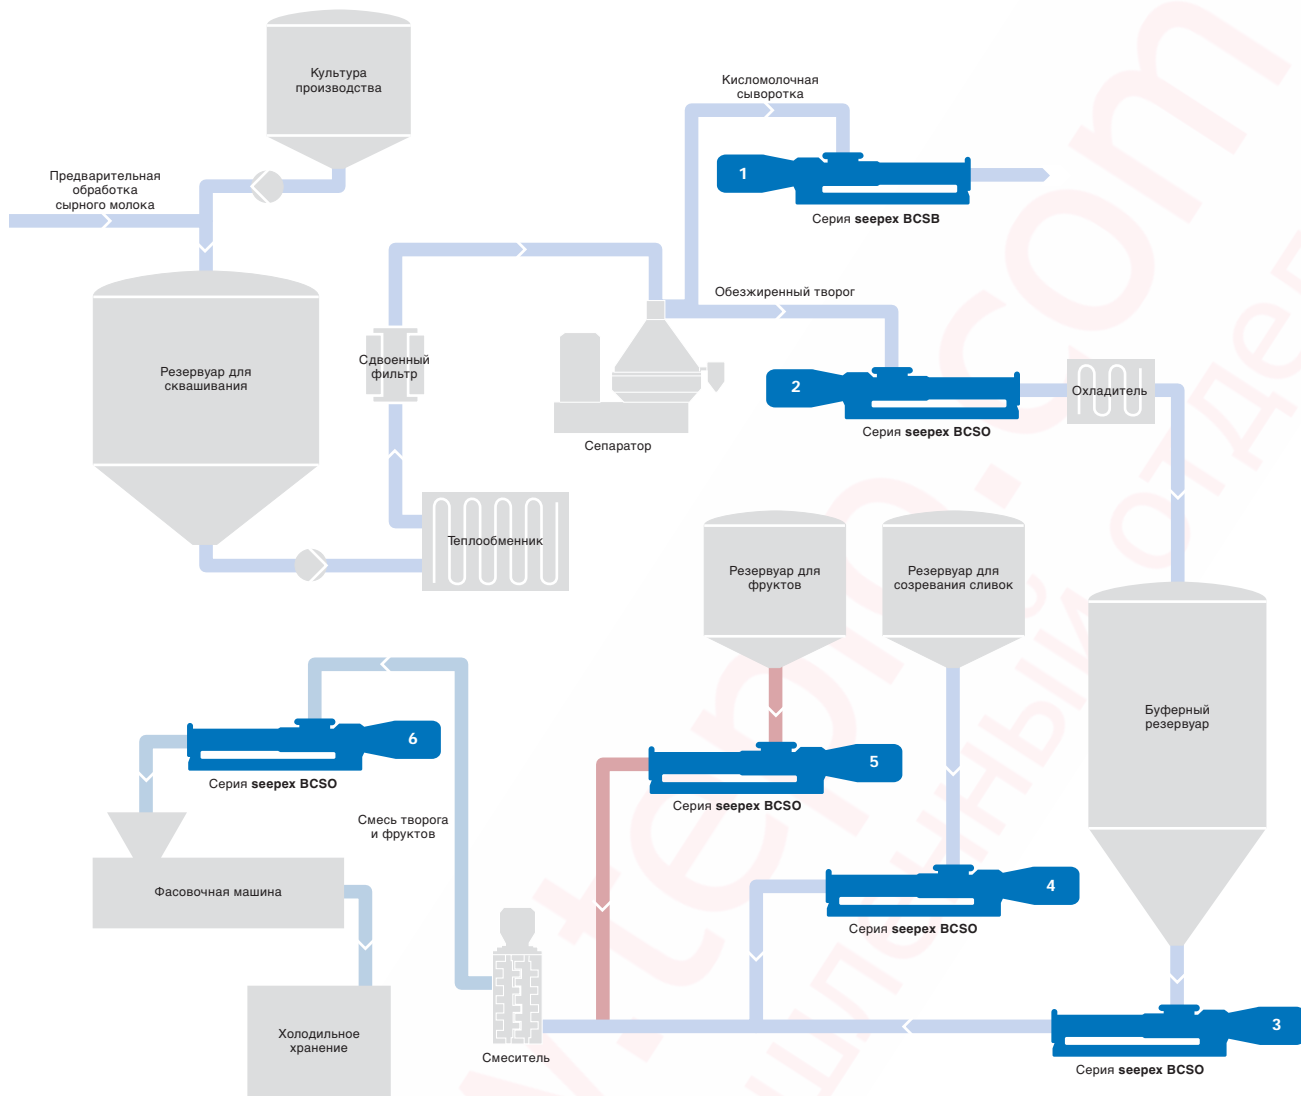 Культура
производства
Предварительная
обработка
сырного молока
Кисломолочная
сыворотка
1
Серия seepex BCSB
Резервуар для
сквашивания
Сдвоенный
фильтр
Обезжиренный творог
2
Серия seepex BCSO
Охладитель
Сепаратор
Теплообменник
Резервуар для
фруктов
Резервуар для
созревания сливок
Буферный
резервуар
6
Серия seepex BCSO
5
Серия seepex BCSO
Смесь творога
и фруктов
4
Серия seepex BCSO
Фасовочная машина
Холодильное
хранение
Смеситель
3
Серия seepex BCSO